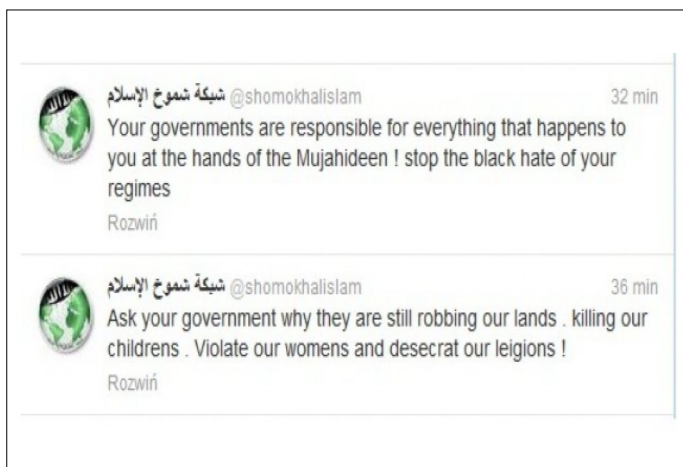 شبكة شموخ الإسلام @shomokhalislam 32 min
Your governments are responsible for everything that happens to
you at the hands of the Mujahideen ! stop the black hate of your
regimes
Rozwiń
شبكة شموخ الإسلام @shomokhalislam 36 min
Ask your government why they are still robbing our lands . killing our
childrens . Violate our womens and desecrat our leigions !
Rozwiń